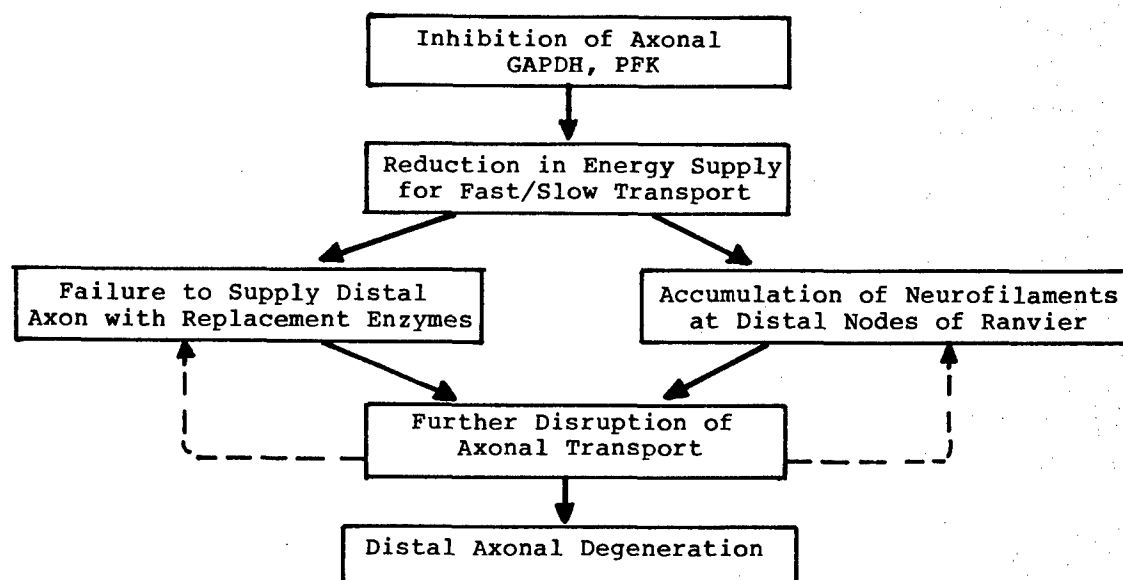 Inhibition of Axonal
GAPDH, PFK
Reduction in Energy Supply
for Fast/Slow Transport
Failure to Supply Distal
Axon with Replacement Enzymes
Accumulation of Neurofilaments
at Distal Nodes of Ranvier
Further Disruption of
Axonal Transport
Distal Axonal Degeneration